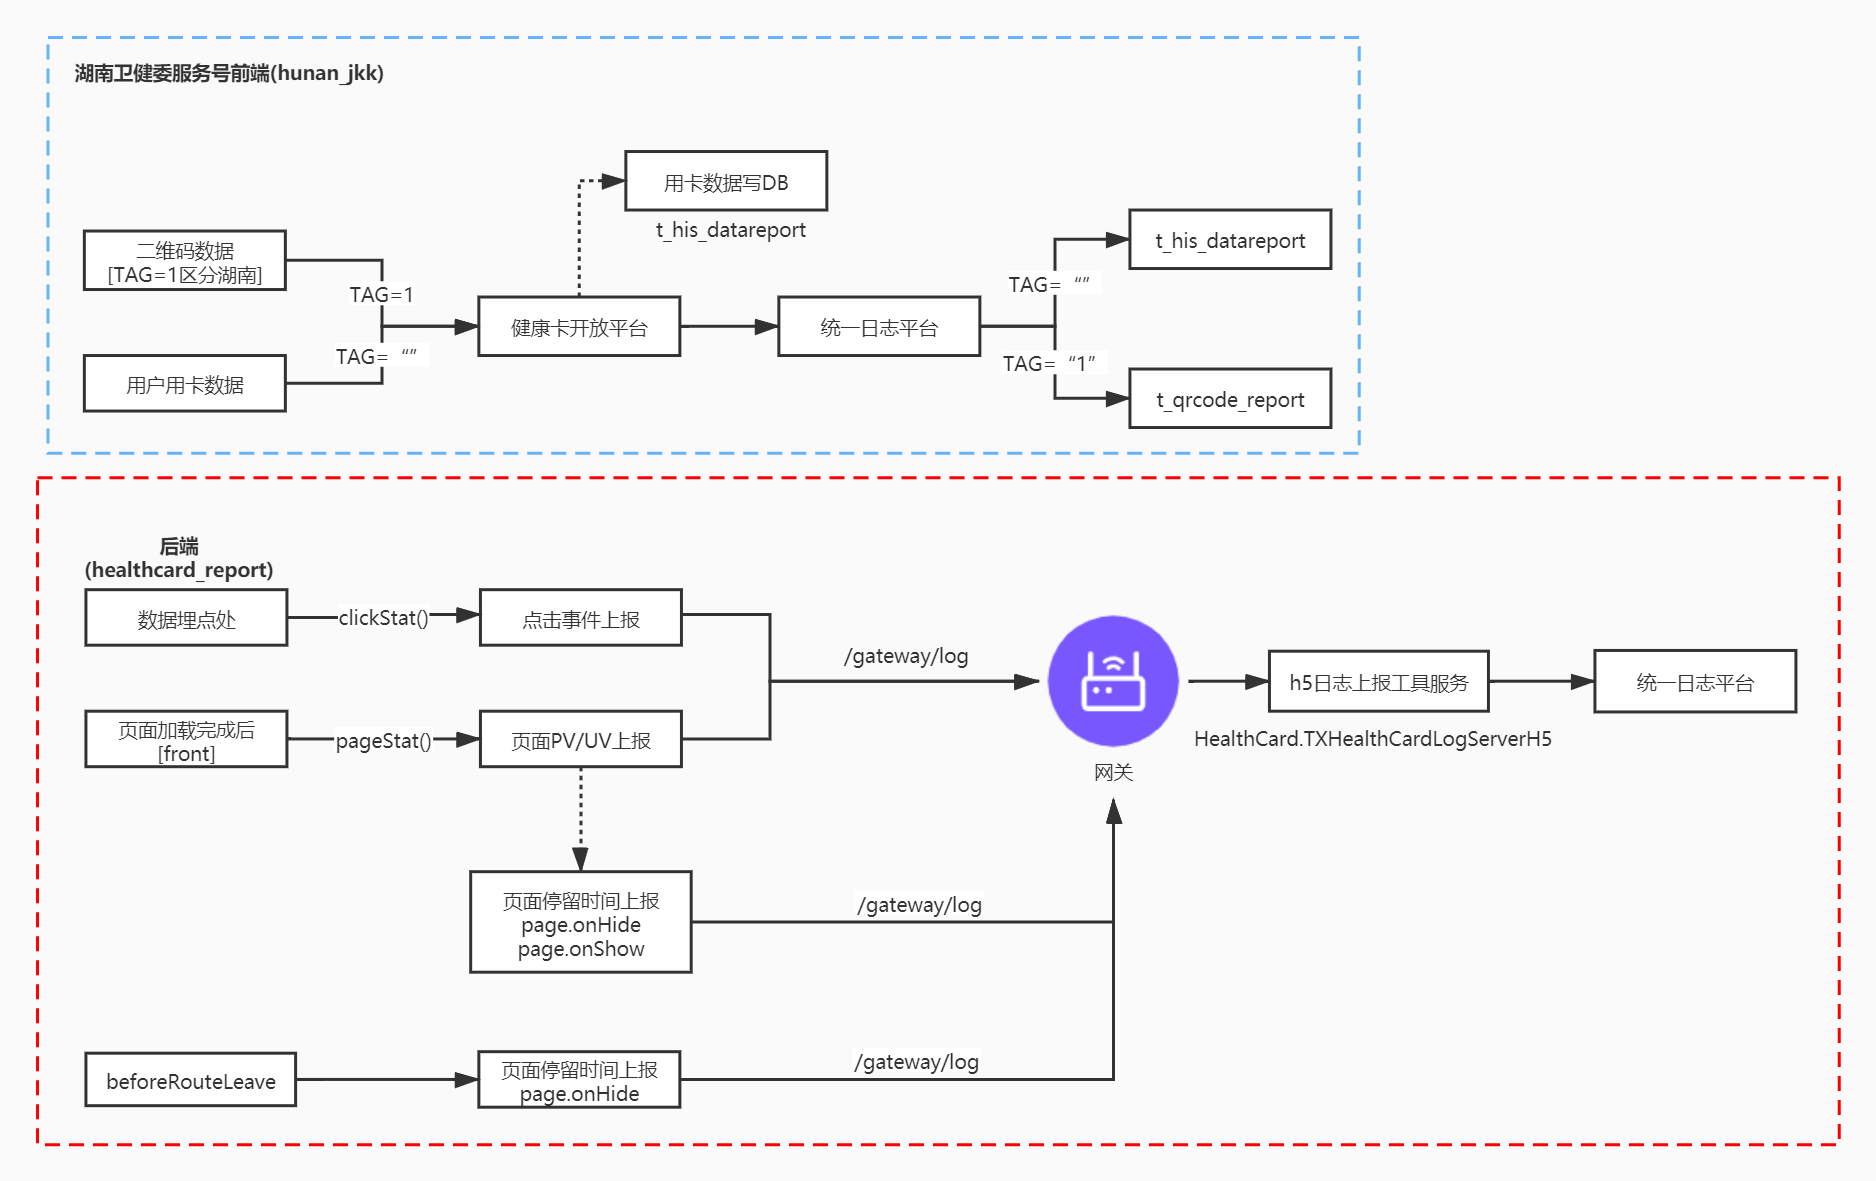 湖南卫健委服务号前端(hunan_jkk)
用卡数据写DB
t_his_datareport
二维码数据
[TAG=1区分湖南]
TAG=1
TAG=“”
用户用卡数据
健康卡开放平台
统一日志平台
TAG=“”
TAG=“1”
t_his_datareport
t_qrcode_report
后端
(healthcard_report)
数据埋点处
clickStat()
点击事件上报
页面加载完成后
[front]
pageStat()
页面PV/UV上报
/gateway/log
网关
h5日志上报工具服务
HealthCard.TXHealthCardLogServerH5
统一日志平台
页面停留时间上报
page.onHide
page.onShow
/gateway/log
beforeRouteLeave
页面停留时间上报
page.onHide
/gateway/log